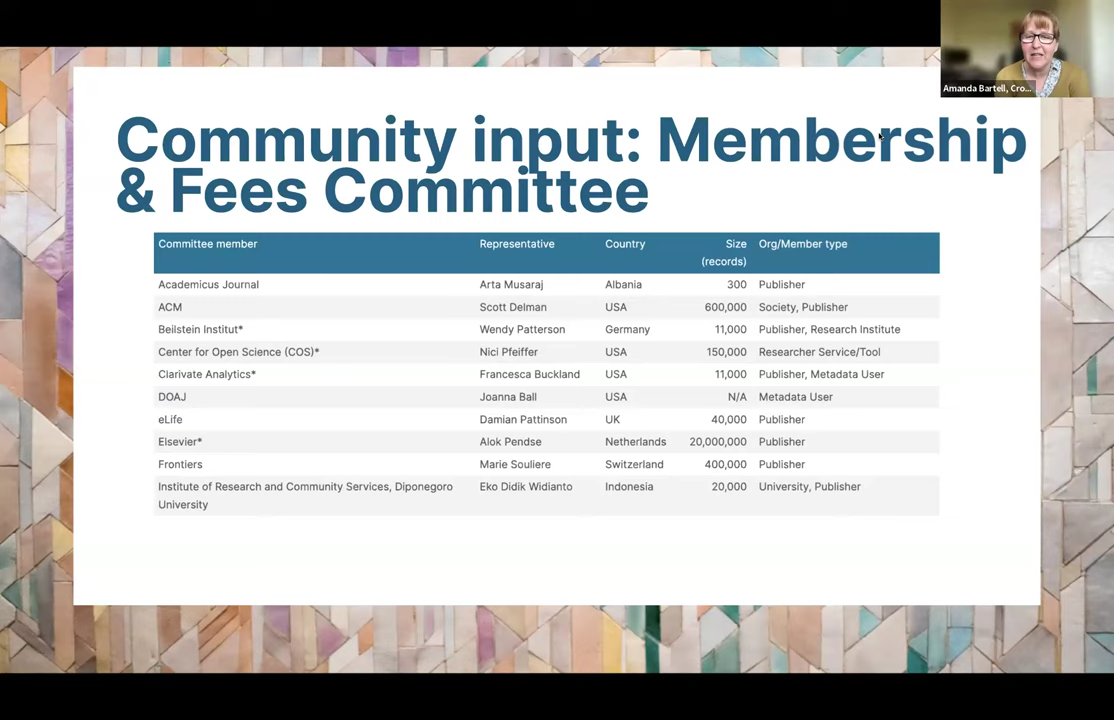 Amanda Bartell, Cro...
Community input: Membership
& Fees Committee
Committee member Representative Country Size Org/Member type
(records)
Academicus Journal Arta Musaraj Albania 300 Publisher
ACM Scott Delman USA 600,000 Society, Publisher
Beilstein Institut* Wendy Patterson Germany 11,000 Publisher, Research Institute
Center for Open Science (COS)* Nici Pfeiffer USA 150,000 Researcher Service/Tool
Clarivate Analytics* Francesca Buckland USA 11,000 Publisher, Metadata User
DOAJ Joanna Ball USA N/A Metadata User
eLife Damian Pattinson UK 40,000 Publisher
Elsevier* Alok Pendse Netherlands 20,000,000 Publisher
Frontiers Marie Souliere Switzerland 400,000 Publisher
Institute of Research and Community Services, Diponegoro Eko Didik Widianto Indonesia 20,000 University, Publisher
University